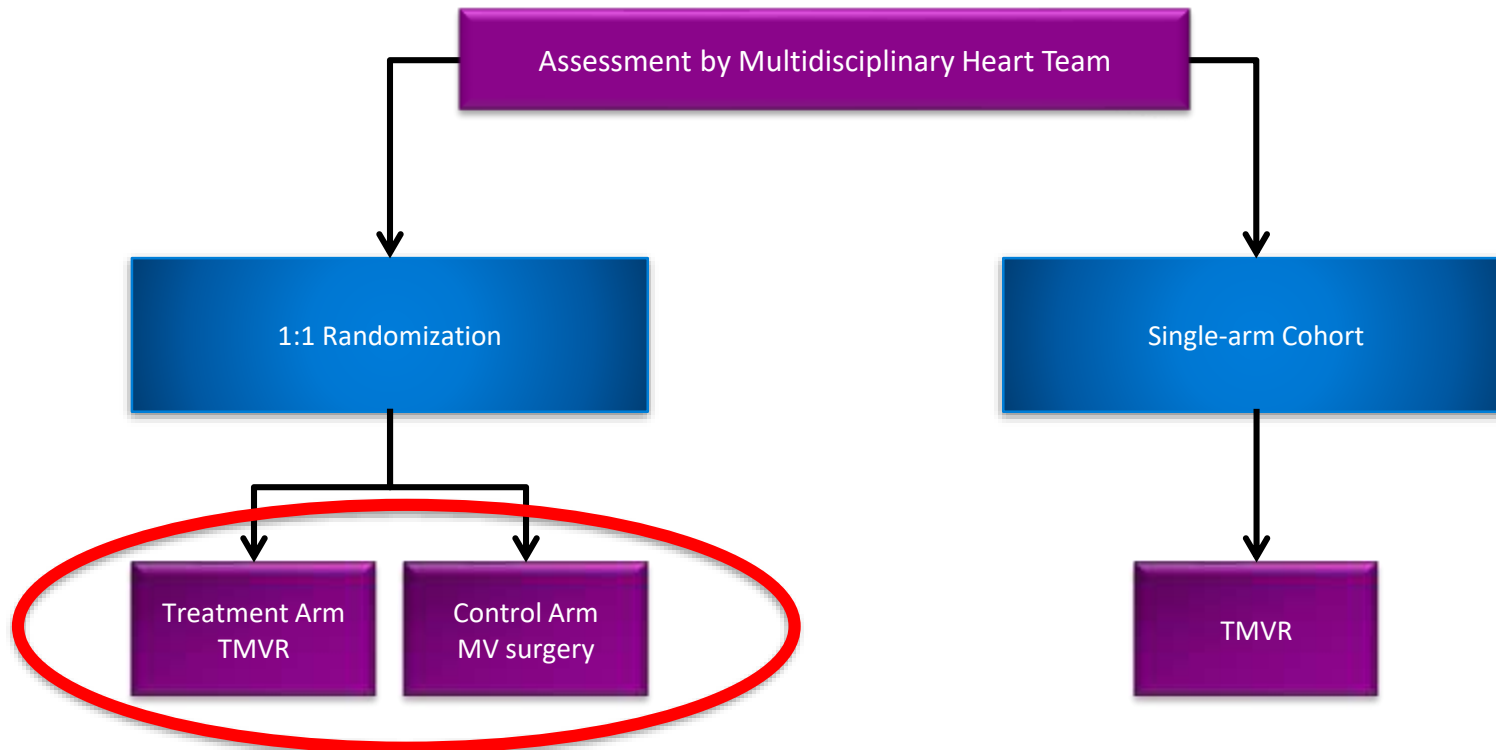 Assessment by Multidisciplinary Heart Team
1:1 Randomization
Single-arm Cohort
Treatment Arm
TMVR
Control Arm
MV surgery
TMVR